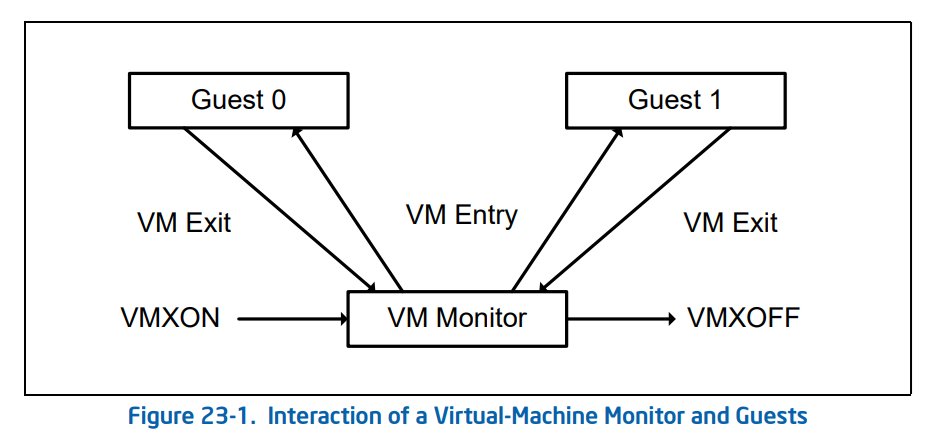 Guest 0
Guest 1
VM Exit
VM Entry
VM Exit
VMXON
VM Monitor
VMXOFF
Figure 23-1. Interaction of a Virtual-Machine Monitor and Guests